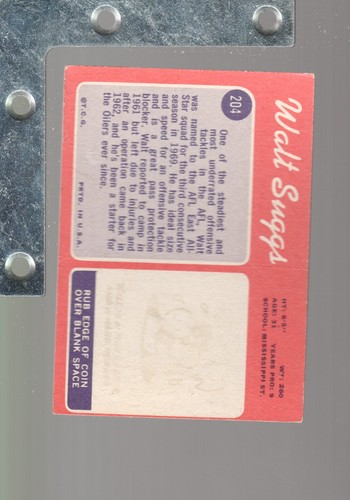 Walt Suggs
HT: 6'5" WT: 260
AGE: 31 YEARS PRO: 9
SCHOOL: MISSISSIPPI ST.
204
One of the steadiest and
most underrated offensive
tackles in the AFL, Walt
was named to the AFL East All-
Star squad for the third consecutive
season in 1969. He has ideal size
and speed for an offensive tackle
and is a great pass protection
blocker. Walt reported to camp in
1961 but left due to injuries and
after an operation came back in
1962, and he's been a starter for
the Oilers ever since.
©T.C.G. PRTD. IN U.S.A.
RUB EDGE OF COIN
OVER BLANK SPACE